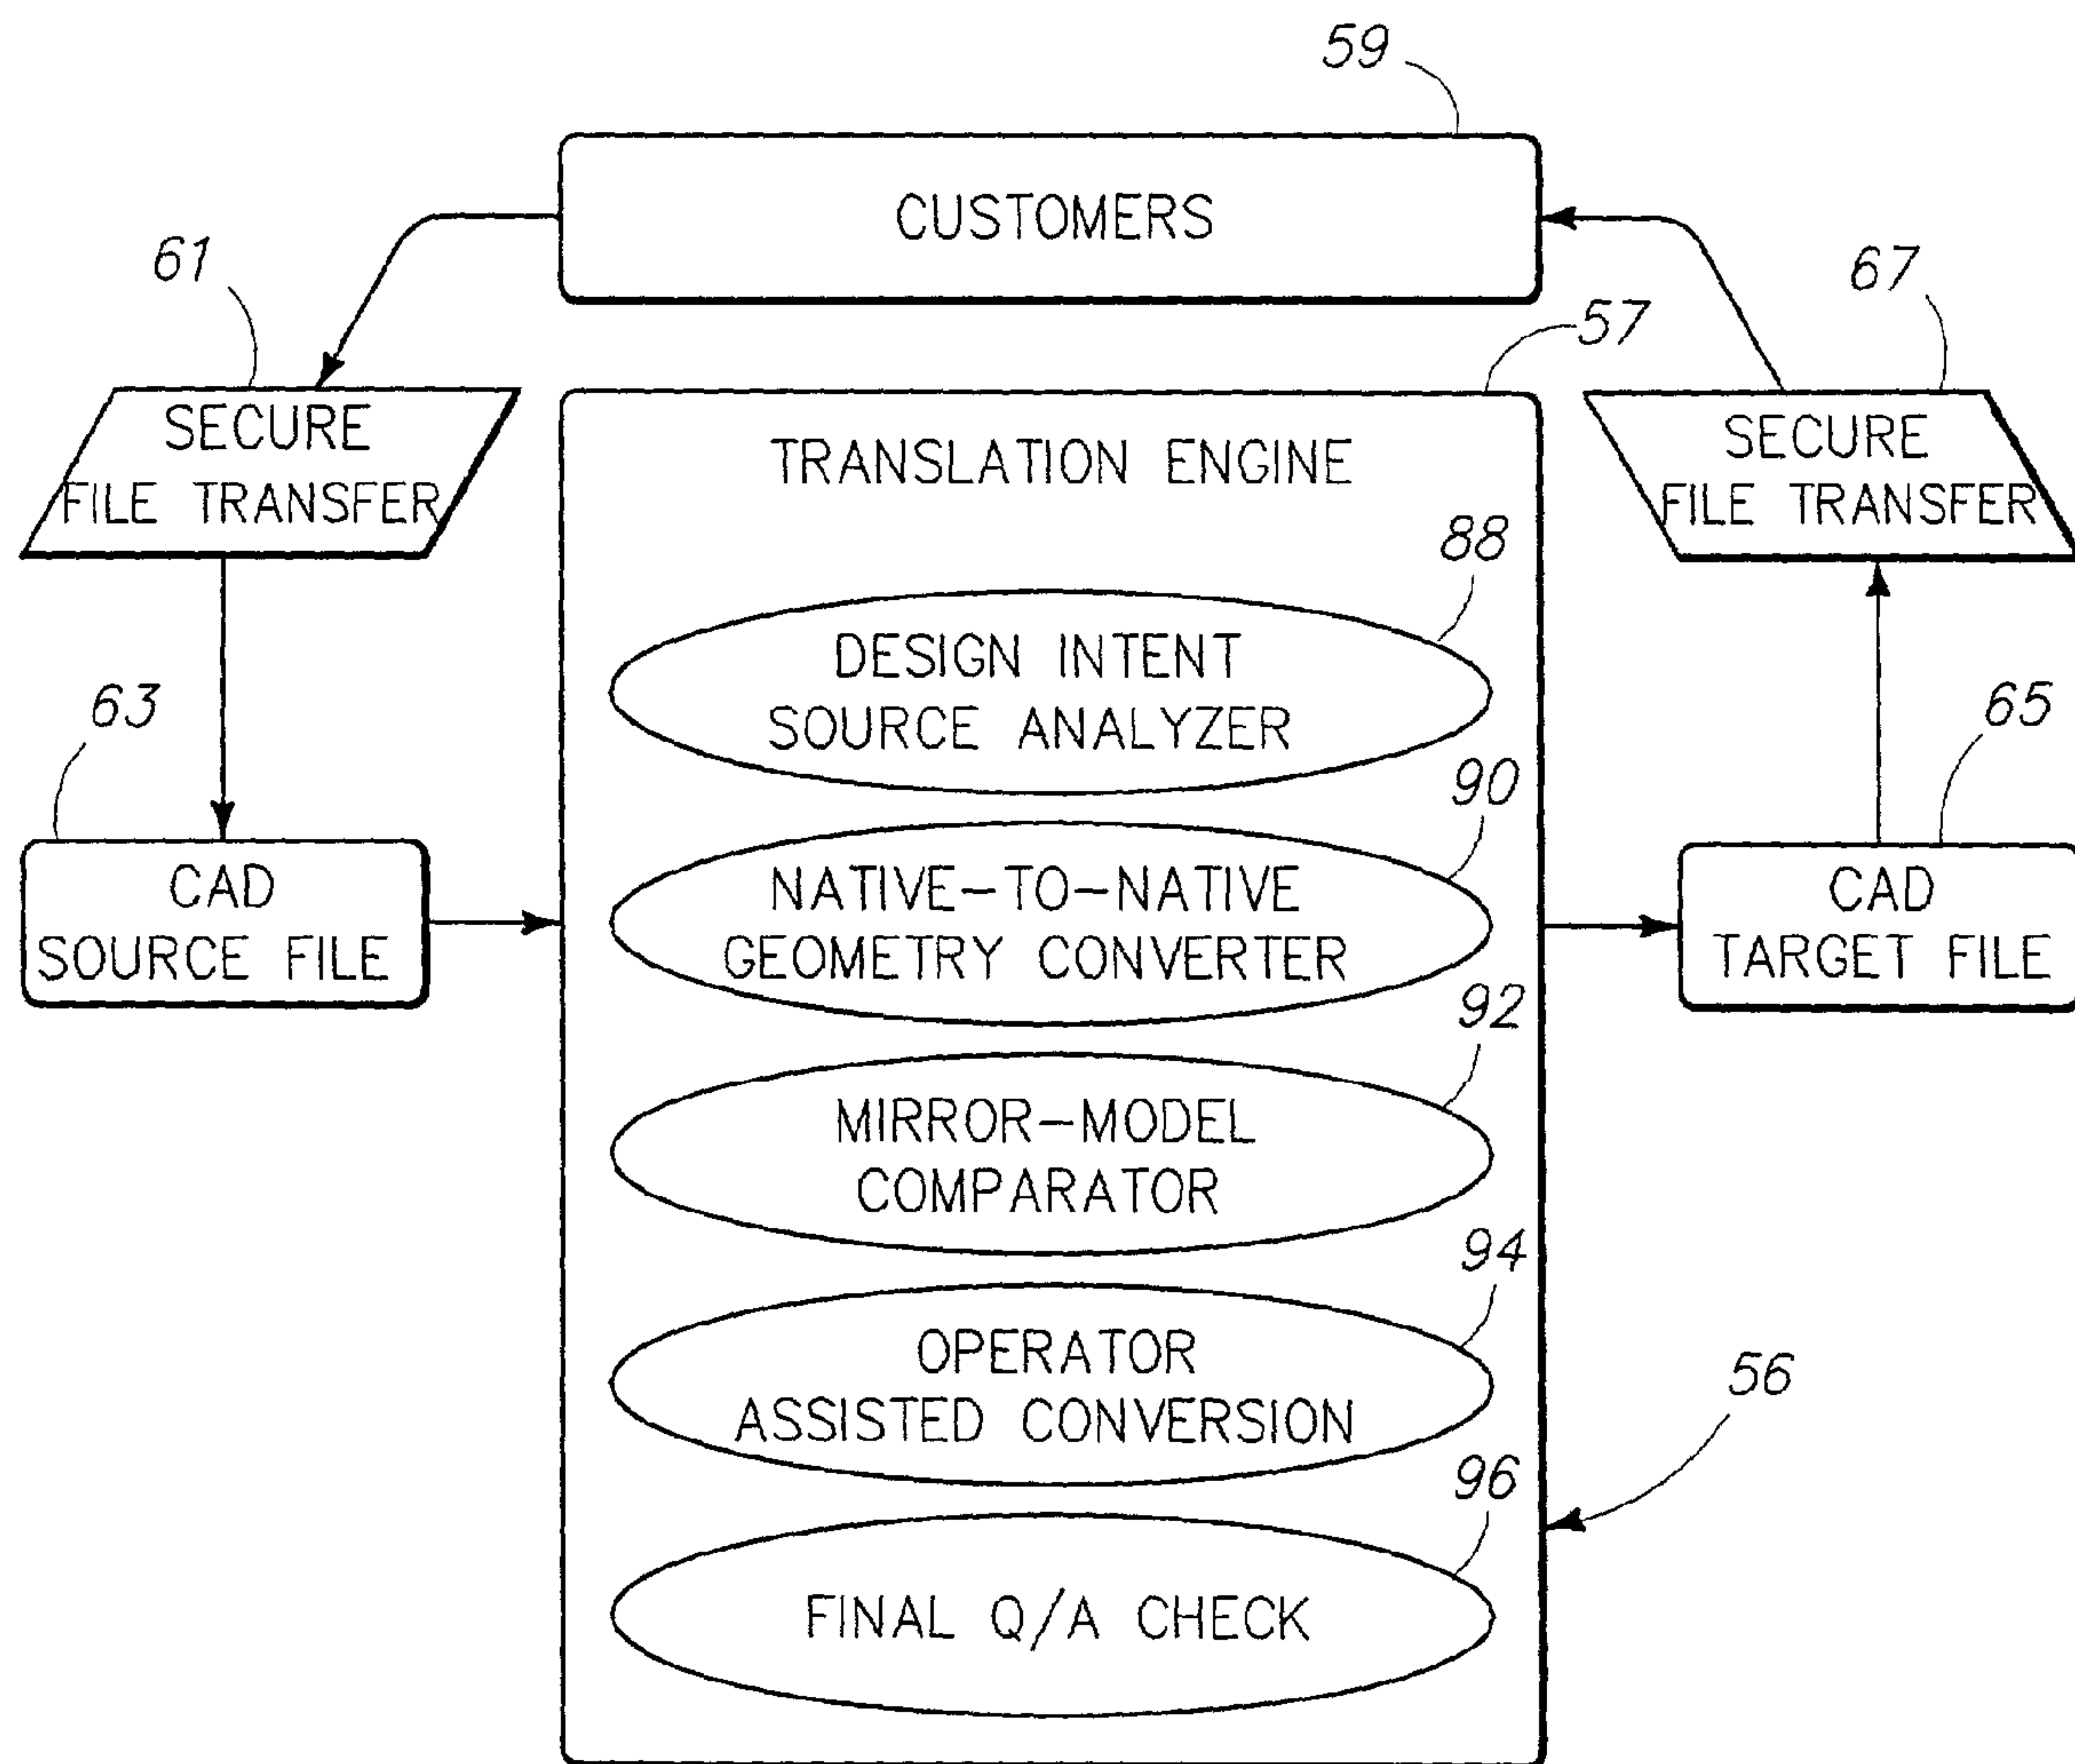 59
CUSTOMERS
61
67
57
SECURE
FILE TRANSFER
TRANSLATION ENGINE
SECURE
FILE TRANSFER
88
DESIGN INTENT
SOURCE ANALYZER
63
65
90
CAD
SOURCE FILE
NATIVE-TO-NATIVE
GEOMETRY CONVERTER
CAD
TARGET FILE
92
MIRROR-MODEL
COMPARATOR
94
OPERATOR
ASSISTED CONVERSION
56
96
FINAL Q/A CHECK